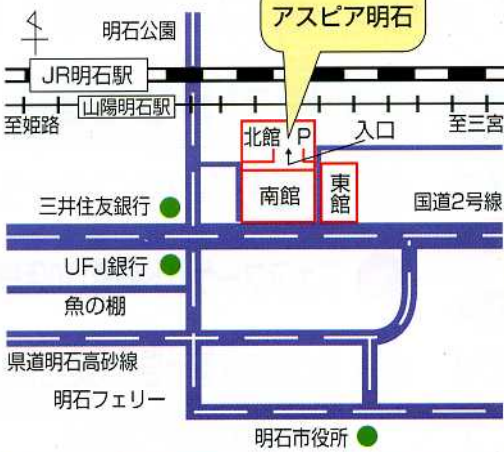 アスピア明石
明石公園
JR明石駅
山陽明石駅
至姫路
至三宮
北館 P
入口
南館
東館
三井住友銀行
国道2号線
UFJ銀行
魚の棚
県道明石高砂線
明石フェリー
明石市役所